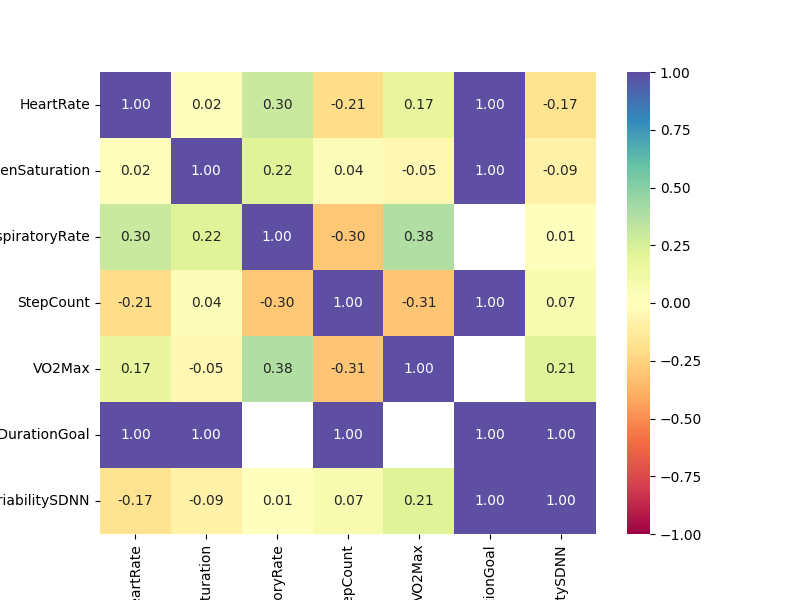 HeartRate 1.00 0.02 0.30 -0.21 0.17 1.00 -0.17
enSaturation 0.02 1.00 0.22 0.04 -0.05 1.00 -0.09
spiratoryRate 0.30 0.22 1.00 -0.30 0.38 0.01
StepCount -0.21 0.04 -0.30 1.00 -0.31 1.00 0.07
VO2Max 0.17 -0.05 0.38 -0.31 1.00 0.21
DurationGoal 1.00 1.00 1.00 1.00 1.00
riabilitySDNN -0.17 -0.09 0.01 0.07 0.21 1.00 1.00
eartRate
turation
oryRate
epCount
VO2Max
ionGoal
tySDNN
1.00
0.75
0.50
0.25
0.00
−0.25
−0.50
−0.75
−1.00